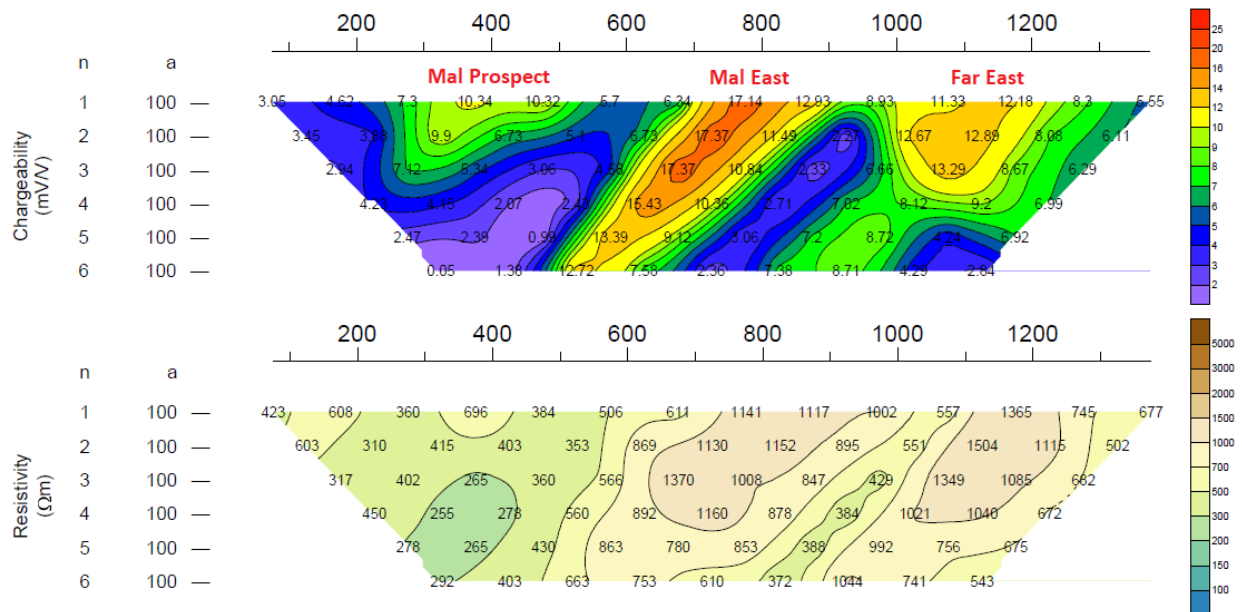 200 400 600 800 1000 1200
n a
Mal Prospect Mal East Far East
1 100 — 3.05 4.62 7.3 10.34 10.32 5.7 6.34 17.14 12.93 8.93 11.33 12.18 8.3 5.55
2 100 — 3.45 3.83 9.9 6.73 5.1 6.73 17.37 11.49 2.27 12.67 12.89 8.08 6.11
3 100 — 2.94 7.12 5.34 3.06 4.58 17.37 10.84 2.33 6.66 13.29 8.67 6.29
4 100 — 4.23 4.15 2.07 2.43 15.43 10.36 2.71 7.02 8.12 9.2 6.99
5 100 — 2.47 2.39 0.99 13.39 9.12 3.06 7.2 8.72 4.24 6.92
6 100 — 0.05 1.38 12.72 7.58 2.36 7.38 8.71 4.29 2.84
Chargeability
(mV/V)
25
20
16
14
12
10
9
7
6
4
3
2
200 400 600 800 1000 1200
n a
1 100 — 423 608 360 696 384 506 611 1141 1117 1002 557 1365 745 677
2 100 — 603 310 415 403 353 869 1130 1152 895 551 1504 1115 502
3 100 — 317 402 265 360 566 1370 1008 847 429 1349 1085 682
4 100 — 450 255 278 560 892 1160 878 384 1021 1040 672
5 100 — 278 265 430 863 780 853 388 992 756 675
6 100 — 292 403 663 753 610 372 1044 741 543
Resistivity
(Ωm)
5000
3000
2000
1500
1000
700
500
300
200
150
100